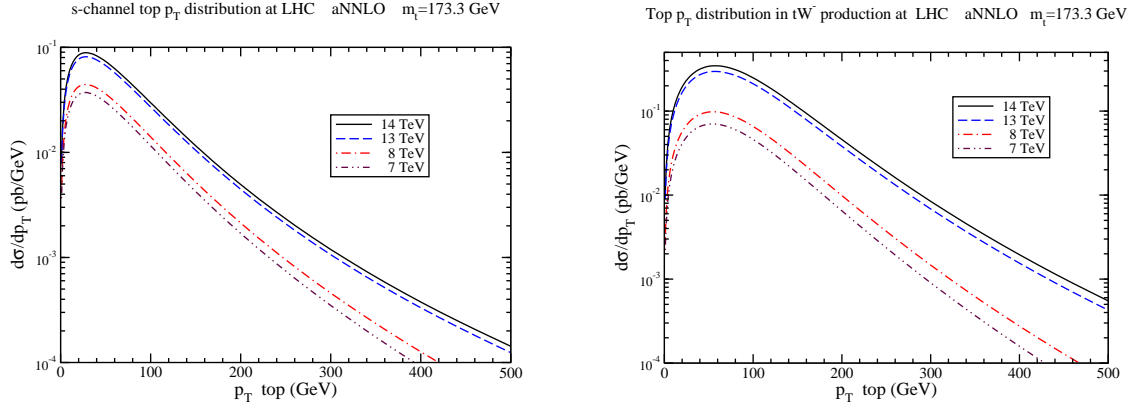 s-channel top p_T distribution at LHC aNNLO m_t=173.3 GeV
10^-1
10^-2
10^-3
10^-4
dσ/dp_T (pb/GeV)
14 TeV
13 TeV
8 TeV
7 TeV
0 100 200 300 400 500
p_T top (GeV)
Top p_T distribution in tW^- production at LHC aNNLO m_t=173.3 GeV
10^-1
10^-2
10^-3
10^-4
dσ/dp_T (pb/GeV)
14 TeV
13 TeV
8 TeV
7 TeV
0 100 200 300 400 500
p_T top (GeV)